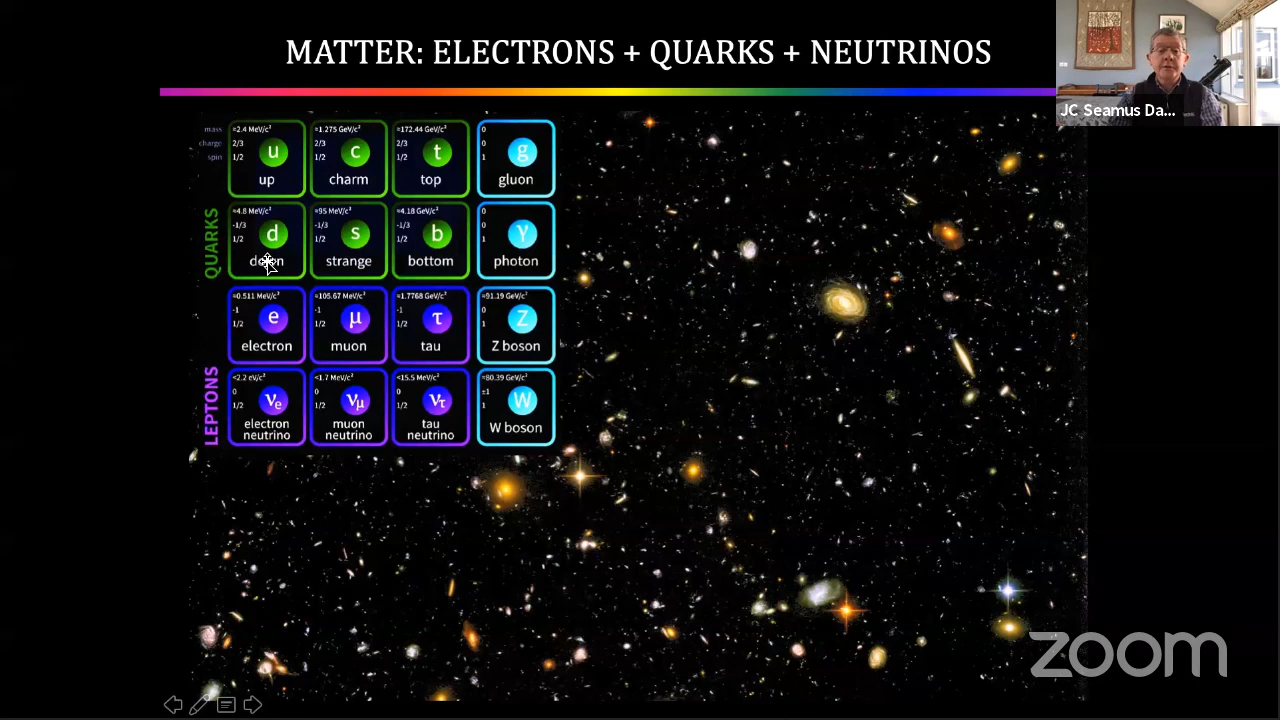 MATTER: ELECTRONS + QUARKS + NEUTRINOS
JC Seamus Da...
mass
charge
spin
≈2.4 MeV/c²
2/3
1/2
u
up
≈1.275 GeV/c²
2/3
1/2
c
charm
≈172.44 GeV/c²
2/3
1/2
t
top
0
0
1
g
gluon
QUARKS
≈4.8 MeV/c²
-1/3
1/2
d
down
≈95 MeV/c²
-1/3
1/2
s
strange
≈4.18 GeV/c²
-1/3
1/2
b
bottom
0
0
1
γ
photon
≈0.511 MeV/c²
-1
1/2
e
electron
≈105.67 MeV/c²
-1
1/2
μ
muon
≈1.7768 GeV/c²
-1
1/2
τ
tau
≈91.19 GeV/c²
0
1
Z
Z boson
LEPTONS
<2.2 eV/c²
0
1/2
νe
electron
neutrino
<1.7 MeV/c²
0
1/2
νμ
muon
neutrino
<15.5 MeV/c²
0
1/2
ντ
tau
neutrino
≈80.39 GeV/c²
±1
1
W
W boson
zoom